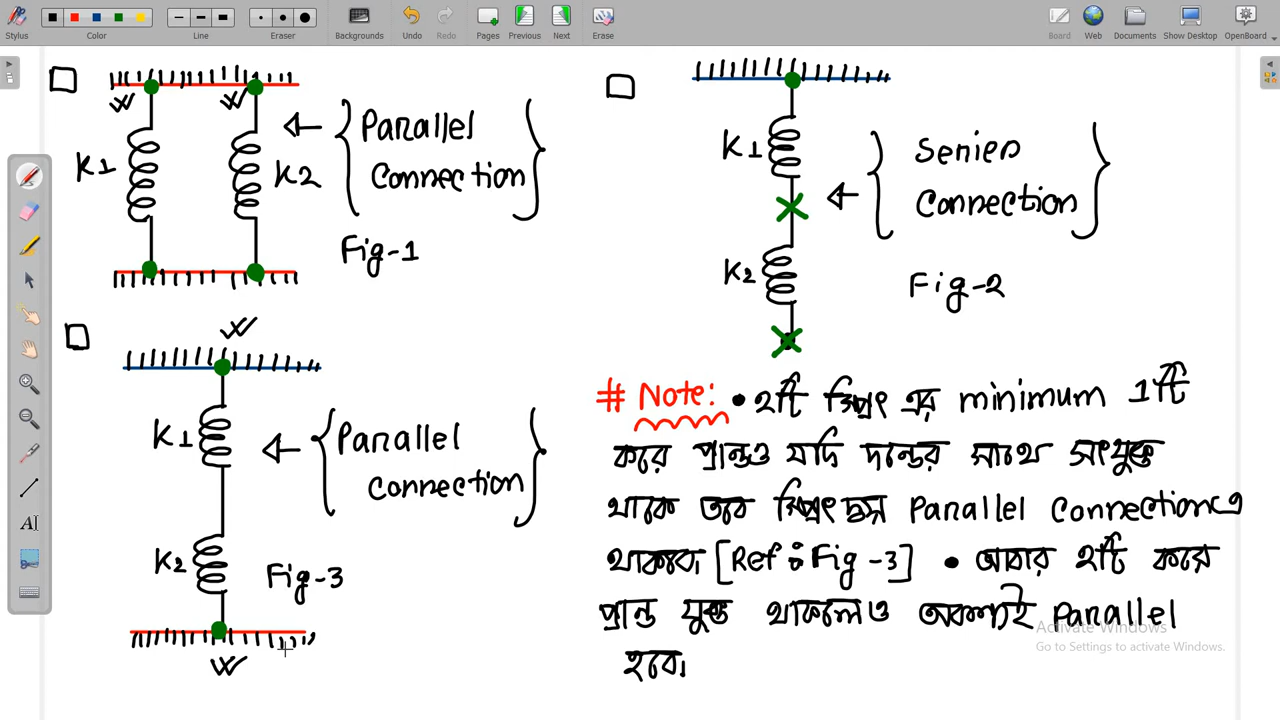 Stylus
Color
Line
Eraser
Backgrounds
Undo
Redo
Pages
Previous
Next
Erase
Board
Web
Documents
Show Desktop
OpenBoard
K1
K2
Parallel
Connection
Fig-1
K1
K2
Series
Connection
Fig-2
K1
K2
Parallel
Connection
Fig-3
# Note: • ২টি স্প্রিং এর minimum 1টি
করে প্রান্তও যদি দন্ডের সাথে সংযুক্ত
থাকে তবে স্প্রিংদ্বয় Parallel Connection এ
থাকবে। [Ref : Fig-3] • আবার ২টি করে
প্রান্ত যুক্ত থাকলেও অবশ্যই Parallel
হবে।
Activate Windows
Go to Settings to activate Windows.